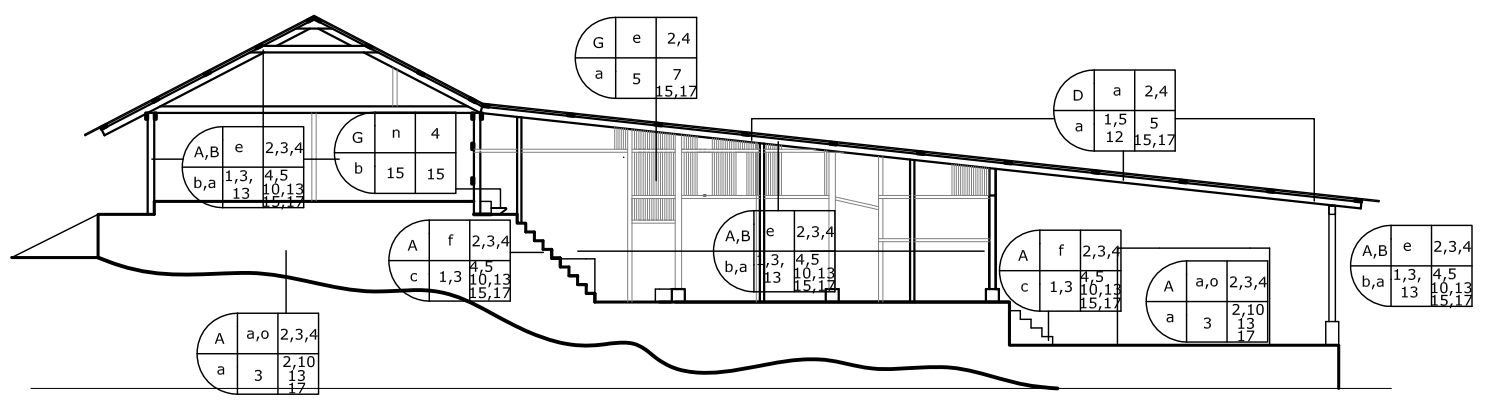 G e 2,4
a 5 7
15,17
D a 2,4
a 1,5 5
12 15,17
A,B e 2,3,4
b,a 1,3, 4,5
13 10,13
15,17
G n 4
b 15 15
A f 2,3,4
c 1,3 4,5
10,13
15,17
A,B e 2,3,4
b,a 1,3, 4,5
13 10,13
15,17
A f 2,3,4
c 1,3 4,5
10,13
15,17
A a,o 2,3,4
a 3 2,10
13
17
A,B e 2,3,4
b,a 1,3, 4,5
13 10,13
15,17
A a,o 2,3,4
a 3 2,10
13
17